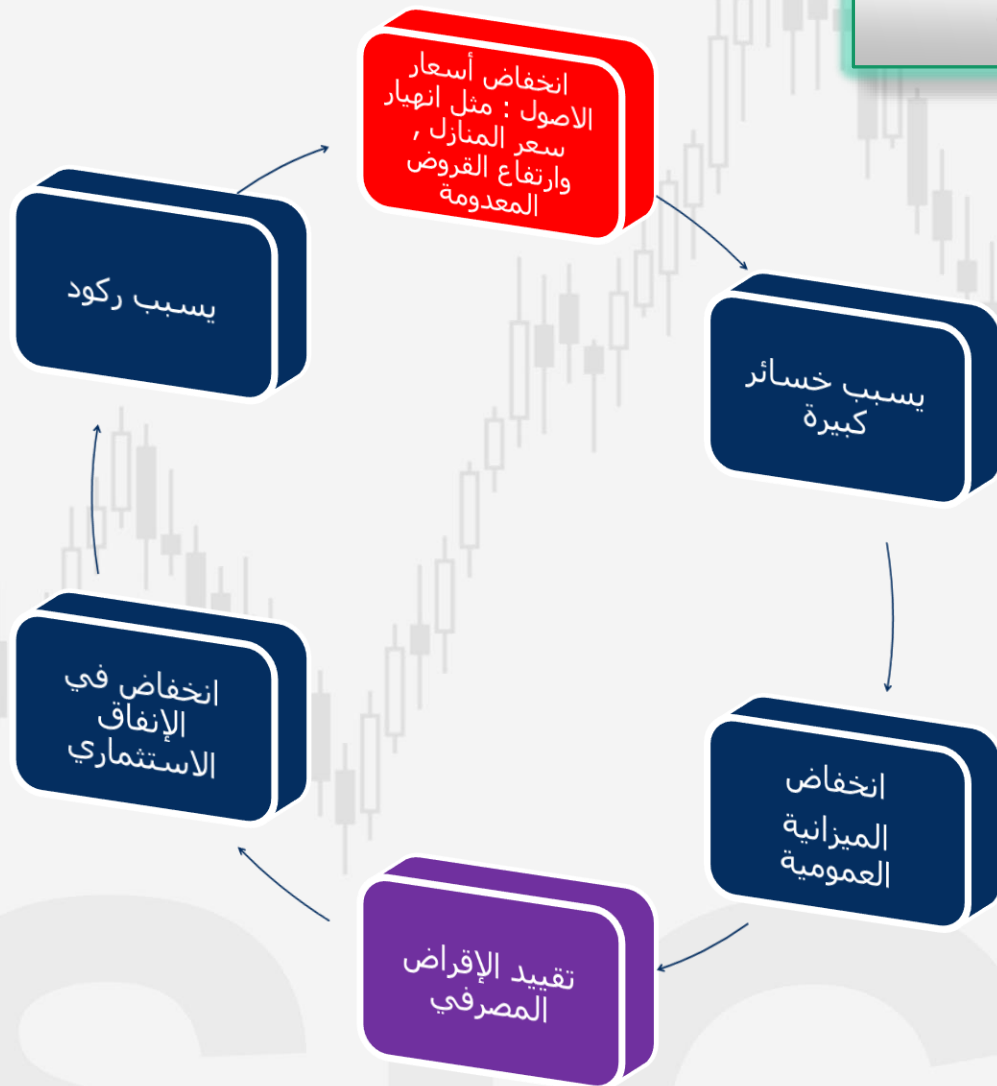 انخفاض أسعار
الاصول : مثل انهيار
سعر المنازل ,
وارتفاع القروض
المعدومة
يسبب خسائر
كبيرة
انخفاض
الميزانية
العمومية
تقييد الإقراض
المصرفي
انخفاض في
الإنفاق
الاستثماري
يسبب ركود